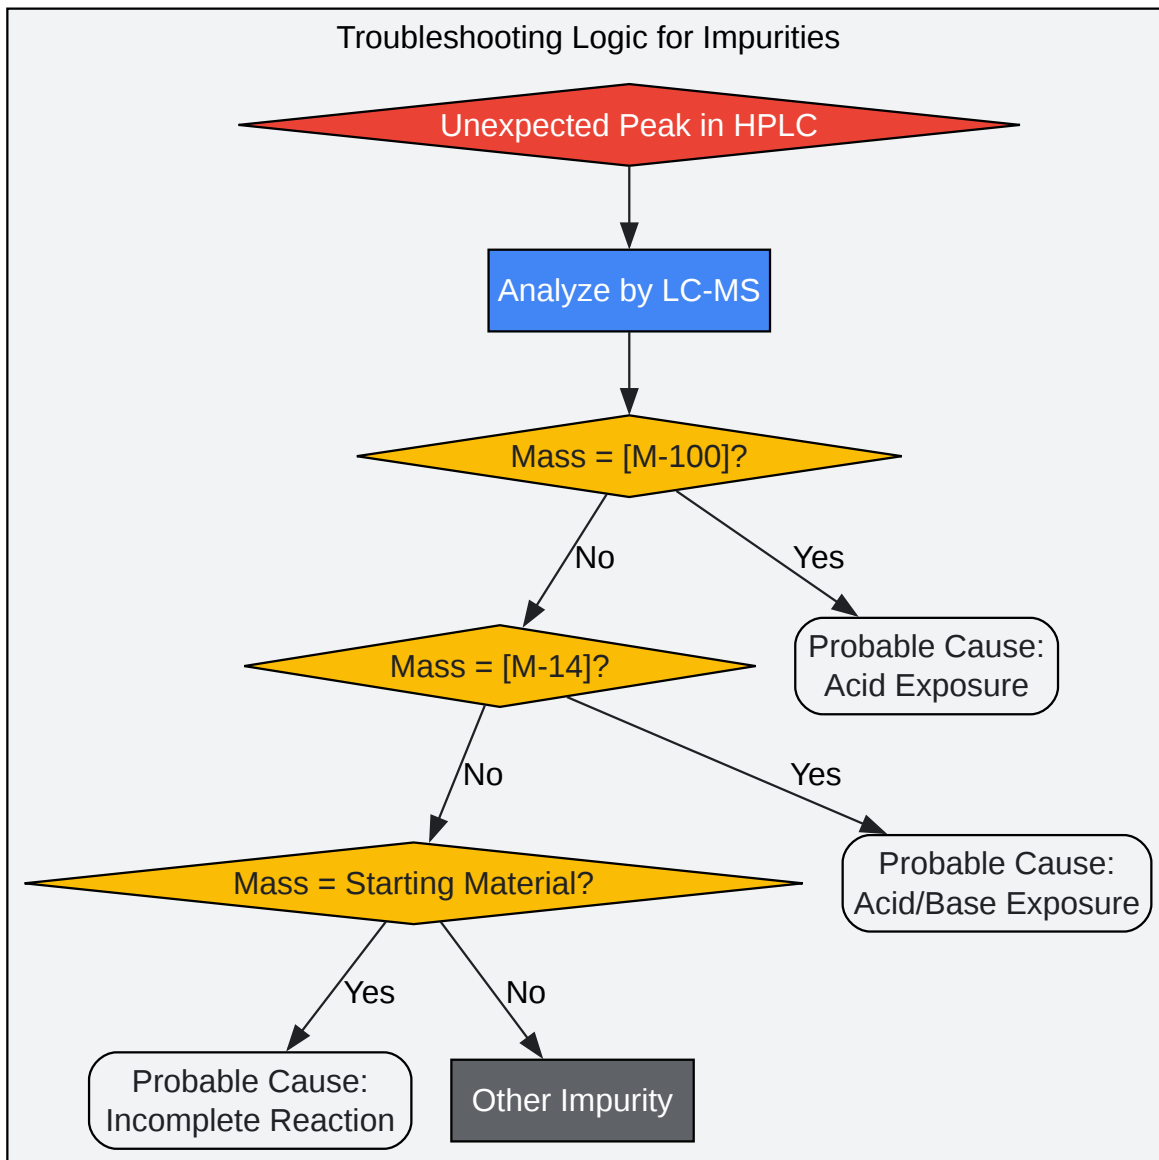 Troubleshooting Logic for Impurities
Unexpected Peak in HPLC
Analyze by LC-MS
Mass = [M-100]?
No
Yes
Probable Cause:
Acid Exposure
Mass = [M-14]?
No
Yes
Probable Cause:
Acid/Base Exposure
Mass = Starting Material?
Yes
No
Probable Cause:
Incomplete Reaction
Other Impurity